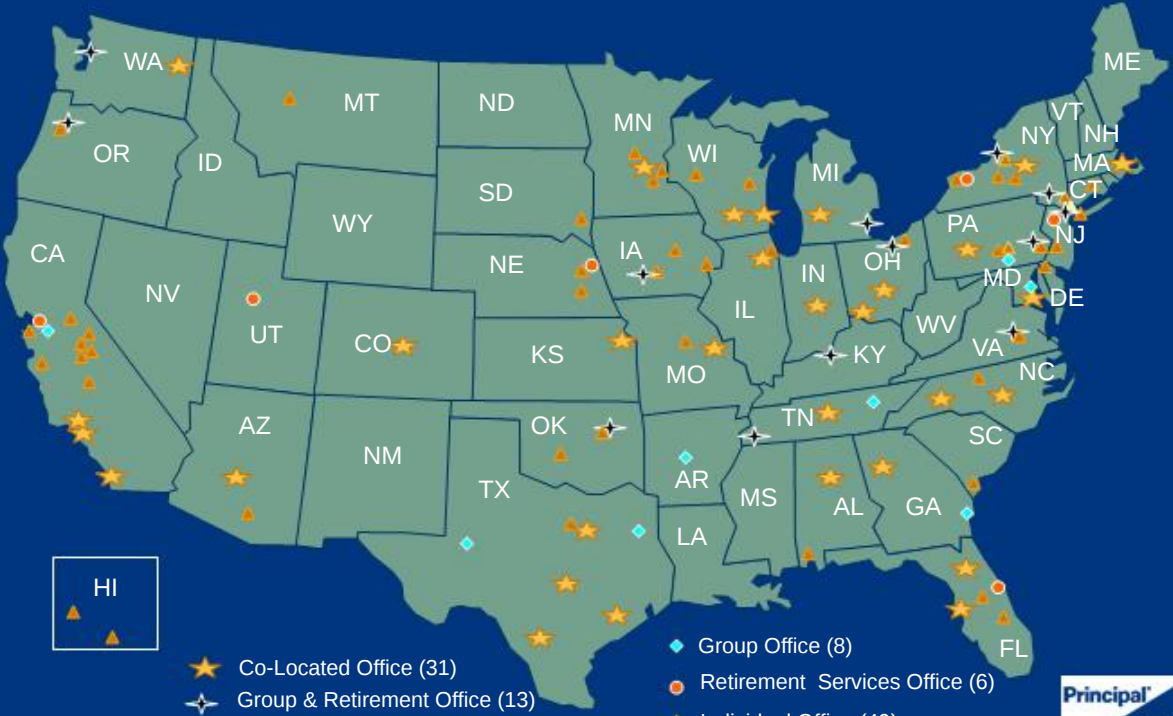 WA
MT
ND
MN
ME
VT
NY
NH
MA
CT
OR
ID
SD
WI
MI
WY
IA
NE
PA
NJ
OH
MD
DE
CA
NV
UT
CO
KS
IL
IN
WV
KY
VA
MO
NC
AZ
NM
OK
TN
SC
TX
AR
MS
AL
GA
LA
HI
FL
Co-Located Office (31)
Group & Retirement Office (13)
Group Office (8)
Retirement Services Office (6)
Individual Office
Principal